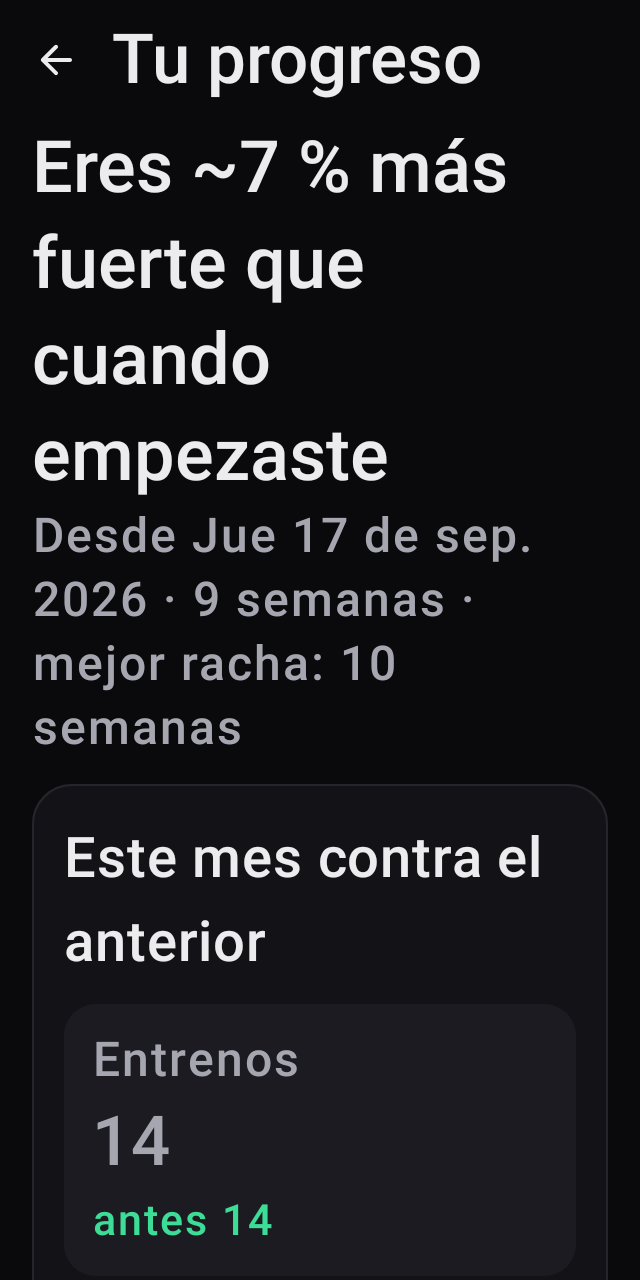 Tu progreso
Eres ~7 % más
fuerte que
cuando
empezaste
Desde Jue 17 de sep.
2026 · 9 semanas ·
mejor racha: 10
semanas
Este mes contra el
anterior
Entrenos
14
antes 14